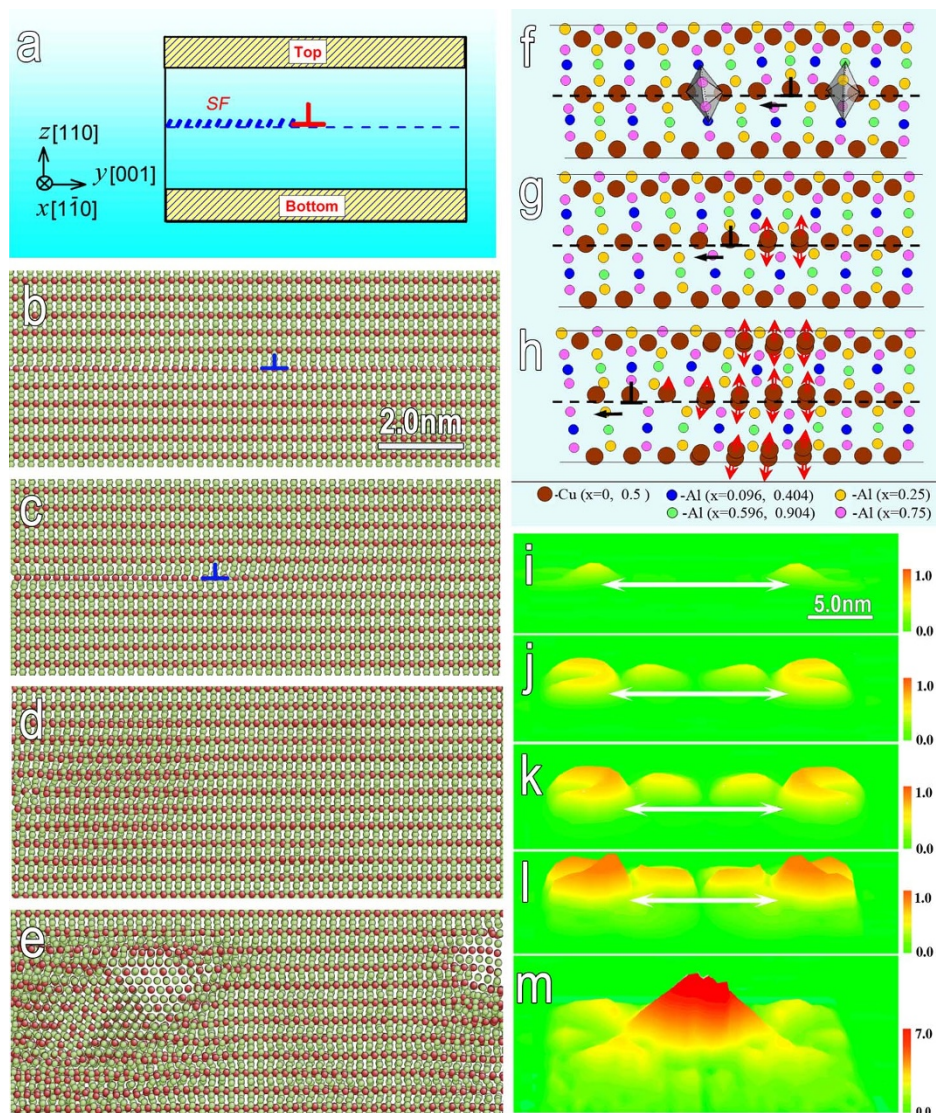 a
Top
SF
z[110]
y[001]
x[11̄0]
Bottom
b
2.0nm
c
d
e
f
g
h
-Cu (x=0, 0.5 )
-Al (x=0.096, 0.404)
-Al (x=0.25)
-Al (x=0.596, 0.904)
-Al (x=0.75)
i
5.0nm
1.0
0.0
j
1.0
0.0
k
1.0
0.0
l
1.0
0.0
m
7.0
0.0